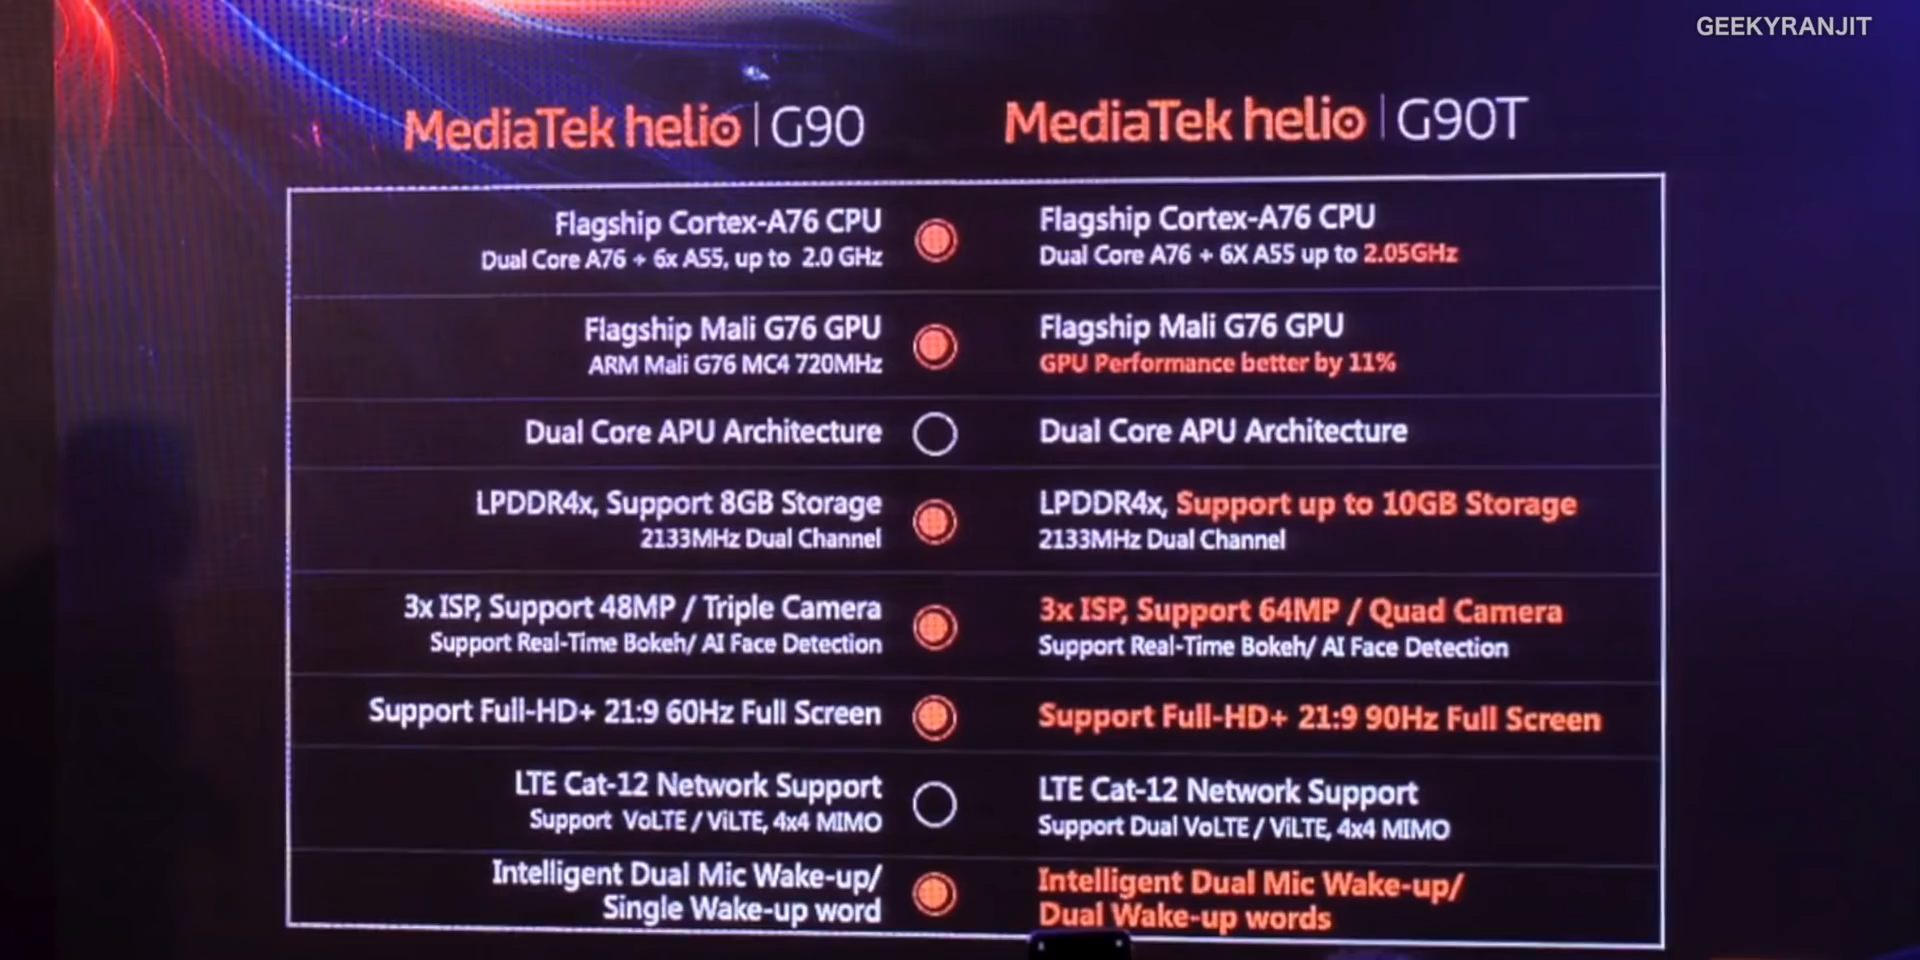 GEEKYRANJIT
MediaTek helio | G90
MediaTek helio | G90T
Flagship Cortex-A76 CPU
Dual Core A76 + 6x A55, up to 2.0 GHz
Flagship Cortex-A76 CPU
Dual Core A76 + 6X A55 up to 2.05GHz
Flagship Mali G76 GPU
ARM Mali G76 MC4 720MHz
Flagship Mali G76 GPU
GPU Performance better by 11%
Dual Core APU Architecture
Dual Core APU Architecture
LPDDR4x, Support 8GB Storage
2133MHz Dual Channel
LPDDR4x, Support up to 10GB Storage
2133MHz Dual Channel
3x ISP, Support 48MP / Triple Camera
Support Real-Time Bokeh/ AI Face Detection
3x ISP, Support 64MP / Quad Camera
Support Real-Time Bokeh/ AI Face Detection
Support Full-HD+ 21:9 60Hz Full Screen
Support Full-HD+ 21:9 90Hz Full Screen
LTE Cat-12 Network Support
Support VoLTE / ViLTE, 4x4 MIMO
LTE Cat-12 Network Support
Support Dual VoLTE / ViLTE, 4x4 MIMO
Intelligent Dual Mic Wake-up/
Single Wake-up word
Intelligent Dual Mic Wake-up/
Dual Wake-up words